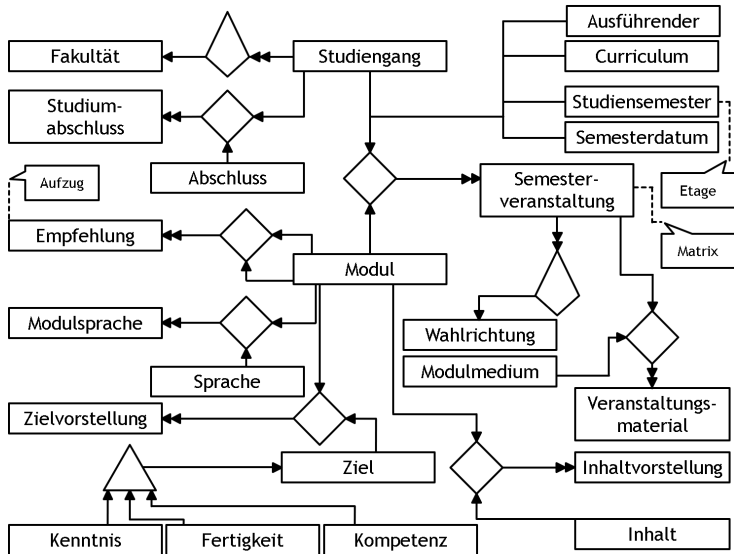 Ausführender
Fakultät
Studiengang
Curriculum
Studium-
abschluss
Studiensemester
Semesterdatum
Abschluss
Aufzug
Semester-
veranstaltung
Etage
Empfehlung
Matrix
Modul
Modulsprache
Wahlrichtung
Sprache
Modulmedium
Zielvorstellung
Veranstaltungs-
material
Ziel
Inhaltvorstellung
Kenntnis
Fertigkeit
Kompetenz
Inhalt